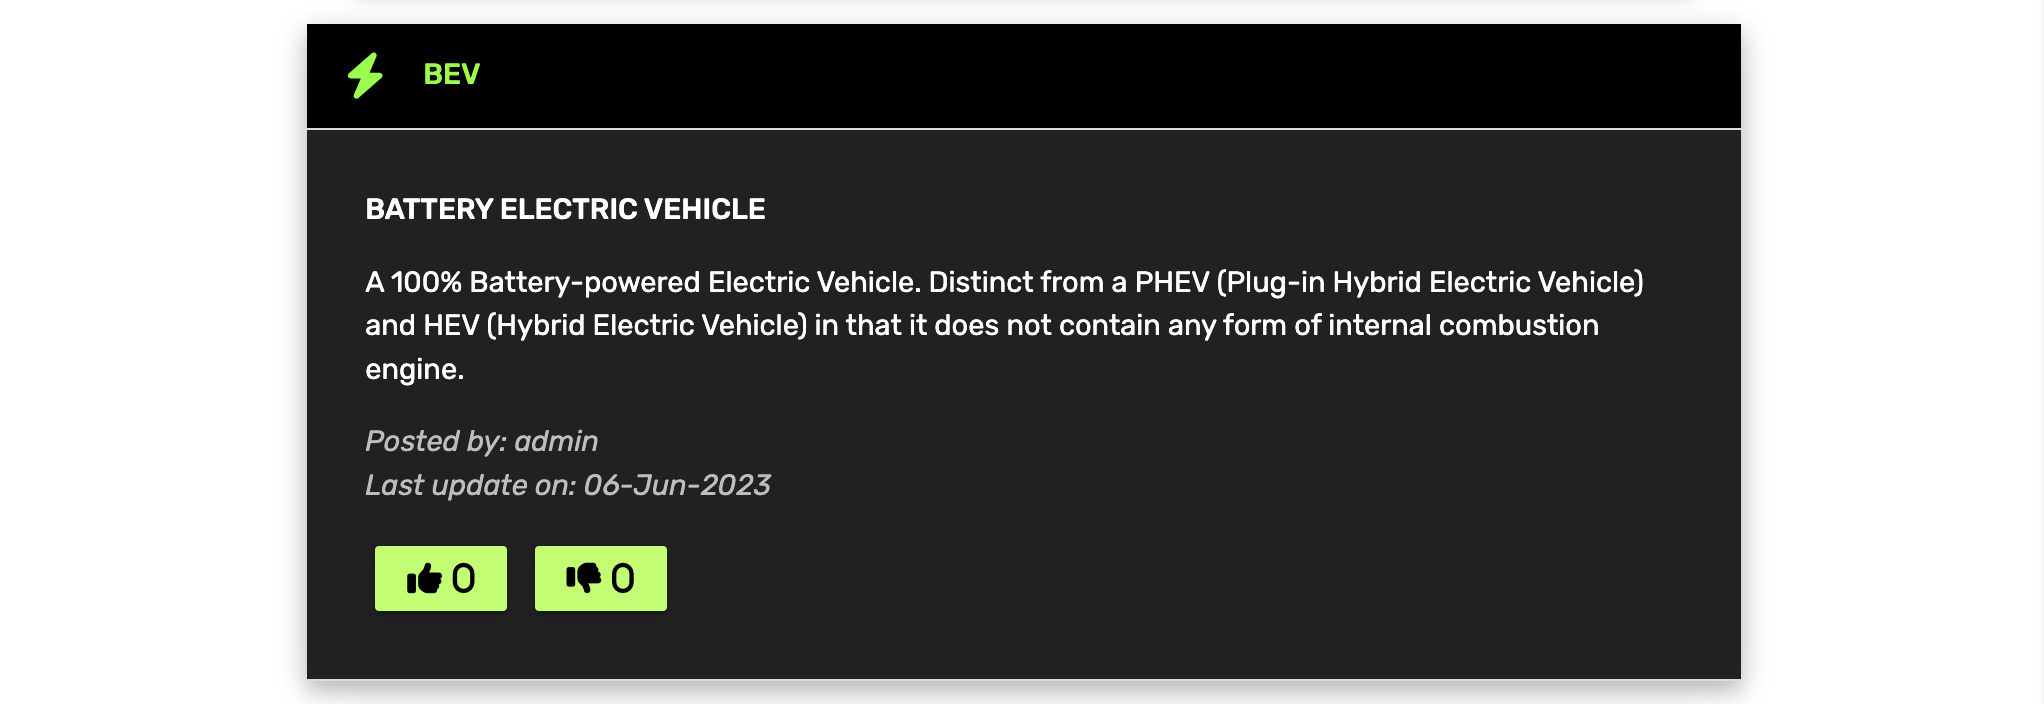 BEV
BATTERY ELECTRIC VEHICLE
A 100% Battery-powered Electric Vehicle. Distinct from a PHEV (Plug-in Hybrid Electric Vehicle)
and HEV (Hybrid Electric Vehicle) in that it does not contain any form of internal combustion
engine.
Posted by: admin
Last update on: 06-Jun-2023
0 0